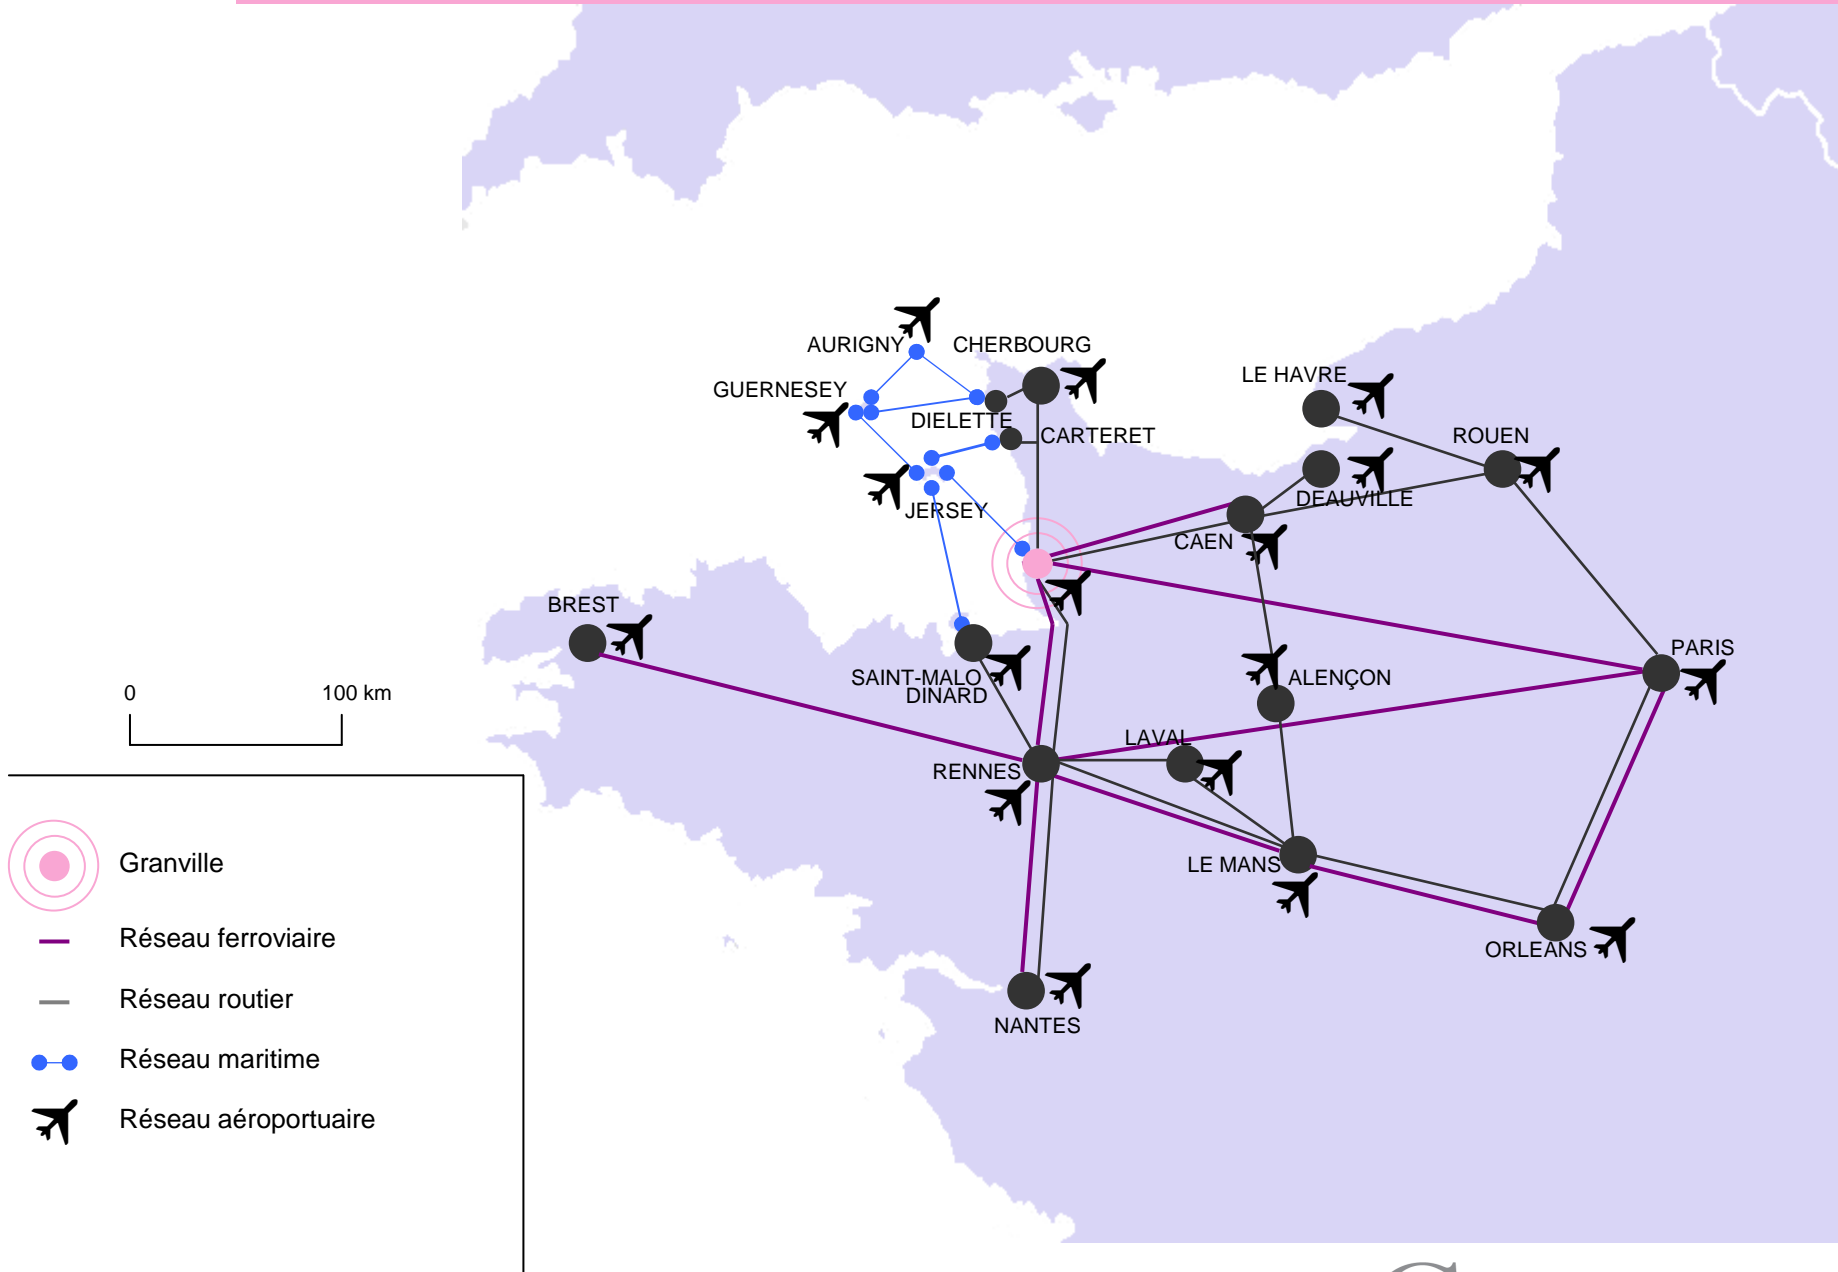 AURIGNY
CHERBOURG
GUERNESEY
LE HAVRE
DIELETTE
CARTERET
ROUEN
JERSEY
DEAUVILLE
CAEN
BREST
PARIS
SAINT-MALO
DINARD
ALENÇON
0 100 km
LAVAL
RENNES
LE MANS
ORLEANS
NANTES
Granville
Réseau ferroviaire
Réseau routier
Réseau maritime
Réseau aéroportuaire